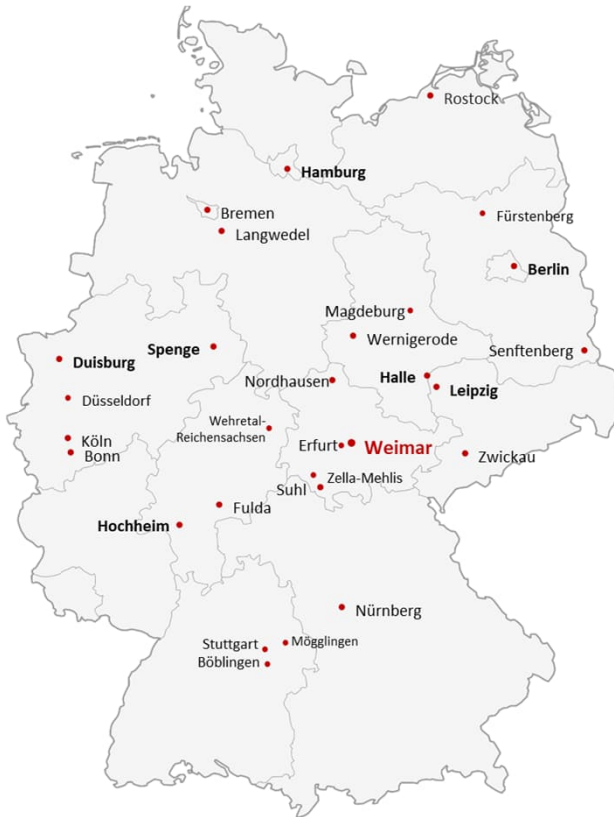 Rostock
Hamburg
Bremen
Fürstenberg
Langwedel
Berlin
Magdeburg
Wernigerode
Spenge
Senftenberg
Duisburg
Nordhausen
Halle
Leipzig
Düsseldorf
Wehretal-
Reichensachsen
Köln
Erfurt
Weimar
Bonn
Zwickau
Zella-Mehlis
Suhl
Fulda
Hochheim
Nürnberg
Stuttgart
Mögglingen
Böblingen